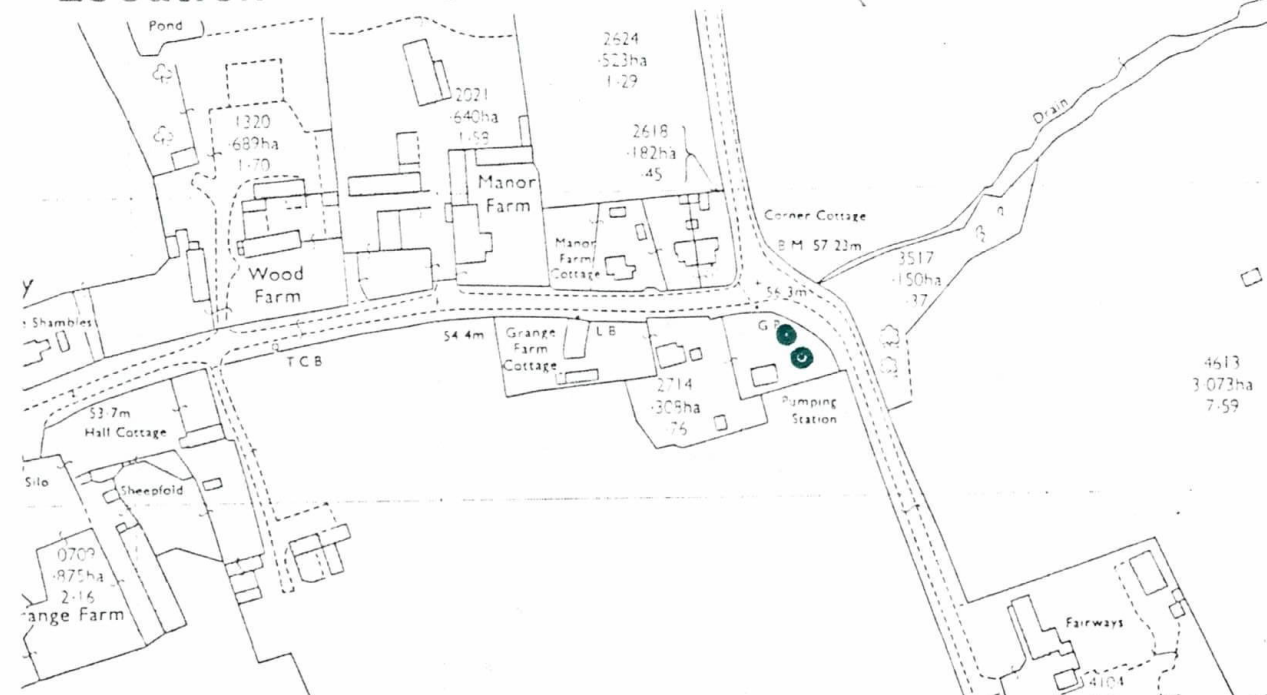 Pond
1320
·689ha
1·70
2021
·640ha
1·58
2624
·523ha
1·29
2618
·182ha
·45
Drain
Manor
Farm
Manor
Farm
Cottage
Corner Cottage
B M 57·23m
56·3m
3517
·150ha
·37
Wood
Farm
Shambles
T C B
54·4m
Grange
Farm
Cottage
L B
G P
2714
·308ha
·76
Pumping
Station
4613
3·073ha
7·59
53·7m
Hall Cottage
Silo
Sheepfold
0709
·875ha
2·16
range Farm
Fairways
4104